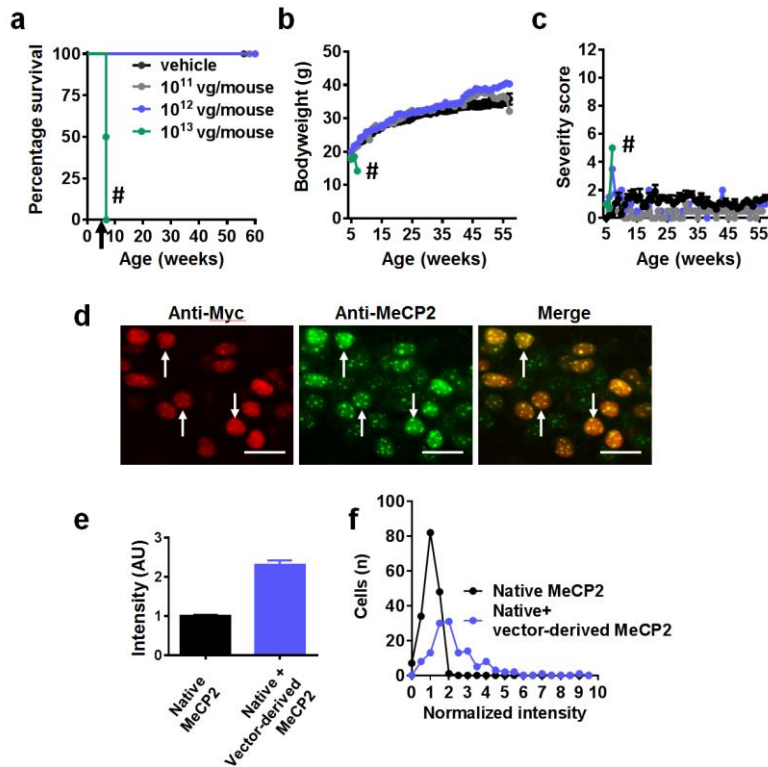 a
Percentage survival
100
75
50
25
0
vehicle
10¹¹ vg/mouse
10¹² vg/mouse
10¹³ vg/mouse
#
0 10 20 30 40 50 60
Age (weeks)
b
Bodyweight (g)
50
40
30
20
10
0
#
5 15 25 35 45 55
Age (weeks)
c
Severity score
12
10
8
6
4
2
0
#
5 15 25 35 45 55
Age (weeks)
d
Anti-Myc Anti-MeCP2 Merge
e
Intensity (AU)
3
2
1
0
Native
MeCP2
Native +
Vector-derived
MeCP2
f
Cells (n)
100
80
60
40
20
0
Native MeCP2
Native+
vector-derived MeCP2
0 1 2 3 4 5 6 7 8 9 10
Normalized intensity